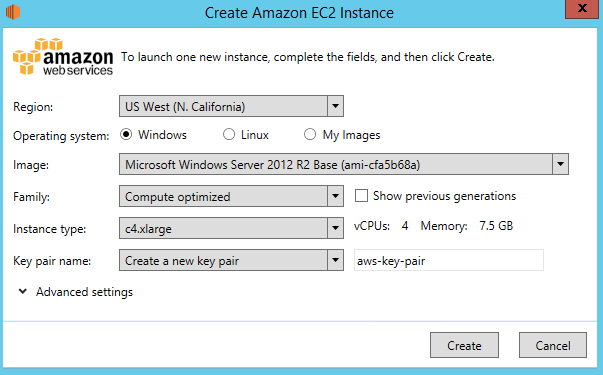 Create Amazon EC2 Instance
x
amazon
web services
To launch one new instance, complete the fields, and then click Create.
Region: US West (N. California)
Operating system: Windows Linux My Images
Image: Microsoft Windows Server 2012 R2 Base (ami-cfa5b68a)
Family: Compute optimized Show previous generations
Instance type: c4.xlarge vCPUs: 4 Memory: 7.5 GB
Key pair name: Create a new key pair aws-key-pair
Advanced settings
Create Cancel